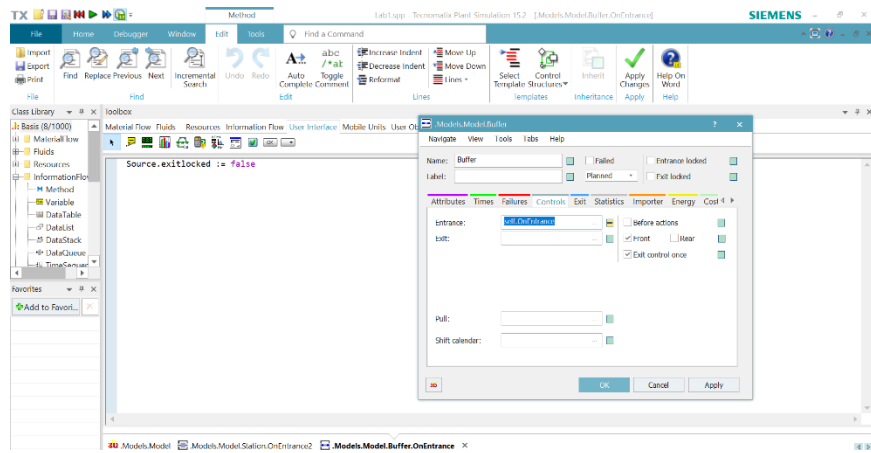 TX
Method
Lab1.spp - Tecnomatix Plant Simulation 15.2 - [.Models.Model.Buffer.OnEntrance]
SIEMENS
File Home Debugger Window Edit Tools Find a Command
Import
Export
Print
Find Replace Previous Next Incremental Search
Undo Redo
Auto Complete
abc
/*ab
Toggle Comment
Increase Indent
Decrease Indent
Reformat
Move Up
Move Down
Lines
Select Template
Control Structures
Inherit
Apply Changes
Help On Word
File Find Edit Lines Templates Inheritance Apply Help
Class Library
Toolbox
Basis (8/1000)
Fluids
Resources
Method
Variable
DataTable
DataList
DataStack
DataQueue
Material Flow Fluids Resources Information Flow User Interface Mobile Units
Source.exitlocked := false
Favorites
Add to Favori...
.Models.Model.Buffer
Navigate View Tools Tabs Help
Name: Buffer Failed Entrance locked
Label: Planned Exit locked
Attributes Times Failures Controls Exit Statistics Importer Energy Cost
Entrance: self.OnEntrance ... Before actions
Exit: ... Front Rear
Exit control once
Pull: ...
Shift calendar: ...
3D OK Cancel Apply
.Models.Model .Models.Model.Station.OnEntrance2 .Models.Model.Buffer.OnEntrance